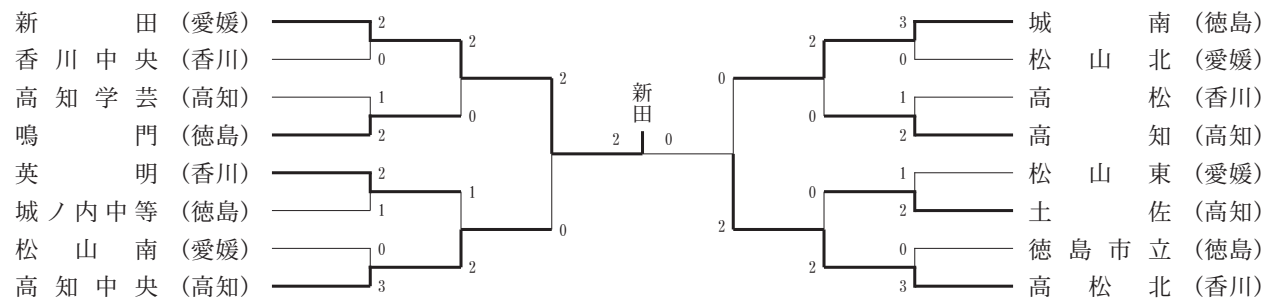 新田（愛媛） 2 3 城南（徳島）
2 2
香川中央（香川） 0 0 松山北（愛媛）
2 0
高知学芸（高知） 1 1 高松（香川）
0 0
鳴門（徳島） 2 2 高知（高知）
新田
2 0
英明（香川） 2 1 松山東（愛媛）
1 0
城ノ内中等（徳島） 1 2 土佐（高知）
0 2
松山南（愛媛） 0 0 徳島市立（徳島）
2 2
高知中央（高知） 3 3 高松北（香川）